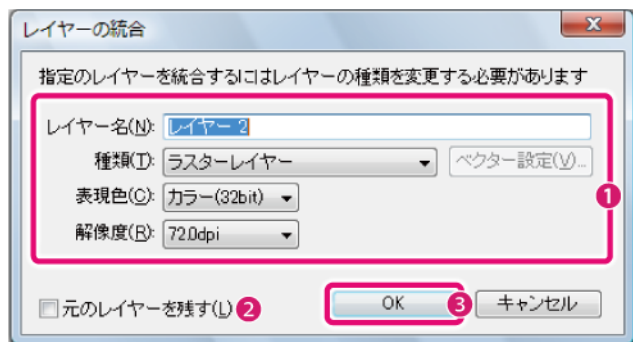 レイヤーの統合
指定のレイヤーを統合するにはレイヤーの種類を変更する必要があります
レイヤー名(N): レイヤー 2
種類(T): ラスターレイヤー ベクター設定(V)...
表現色(C): カラー(32bit)
1
解像度(R): 72.0dpi
元のレイヤーを残す(L) 2 OK 3 キャンセル